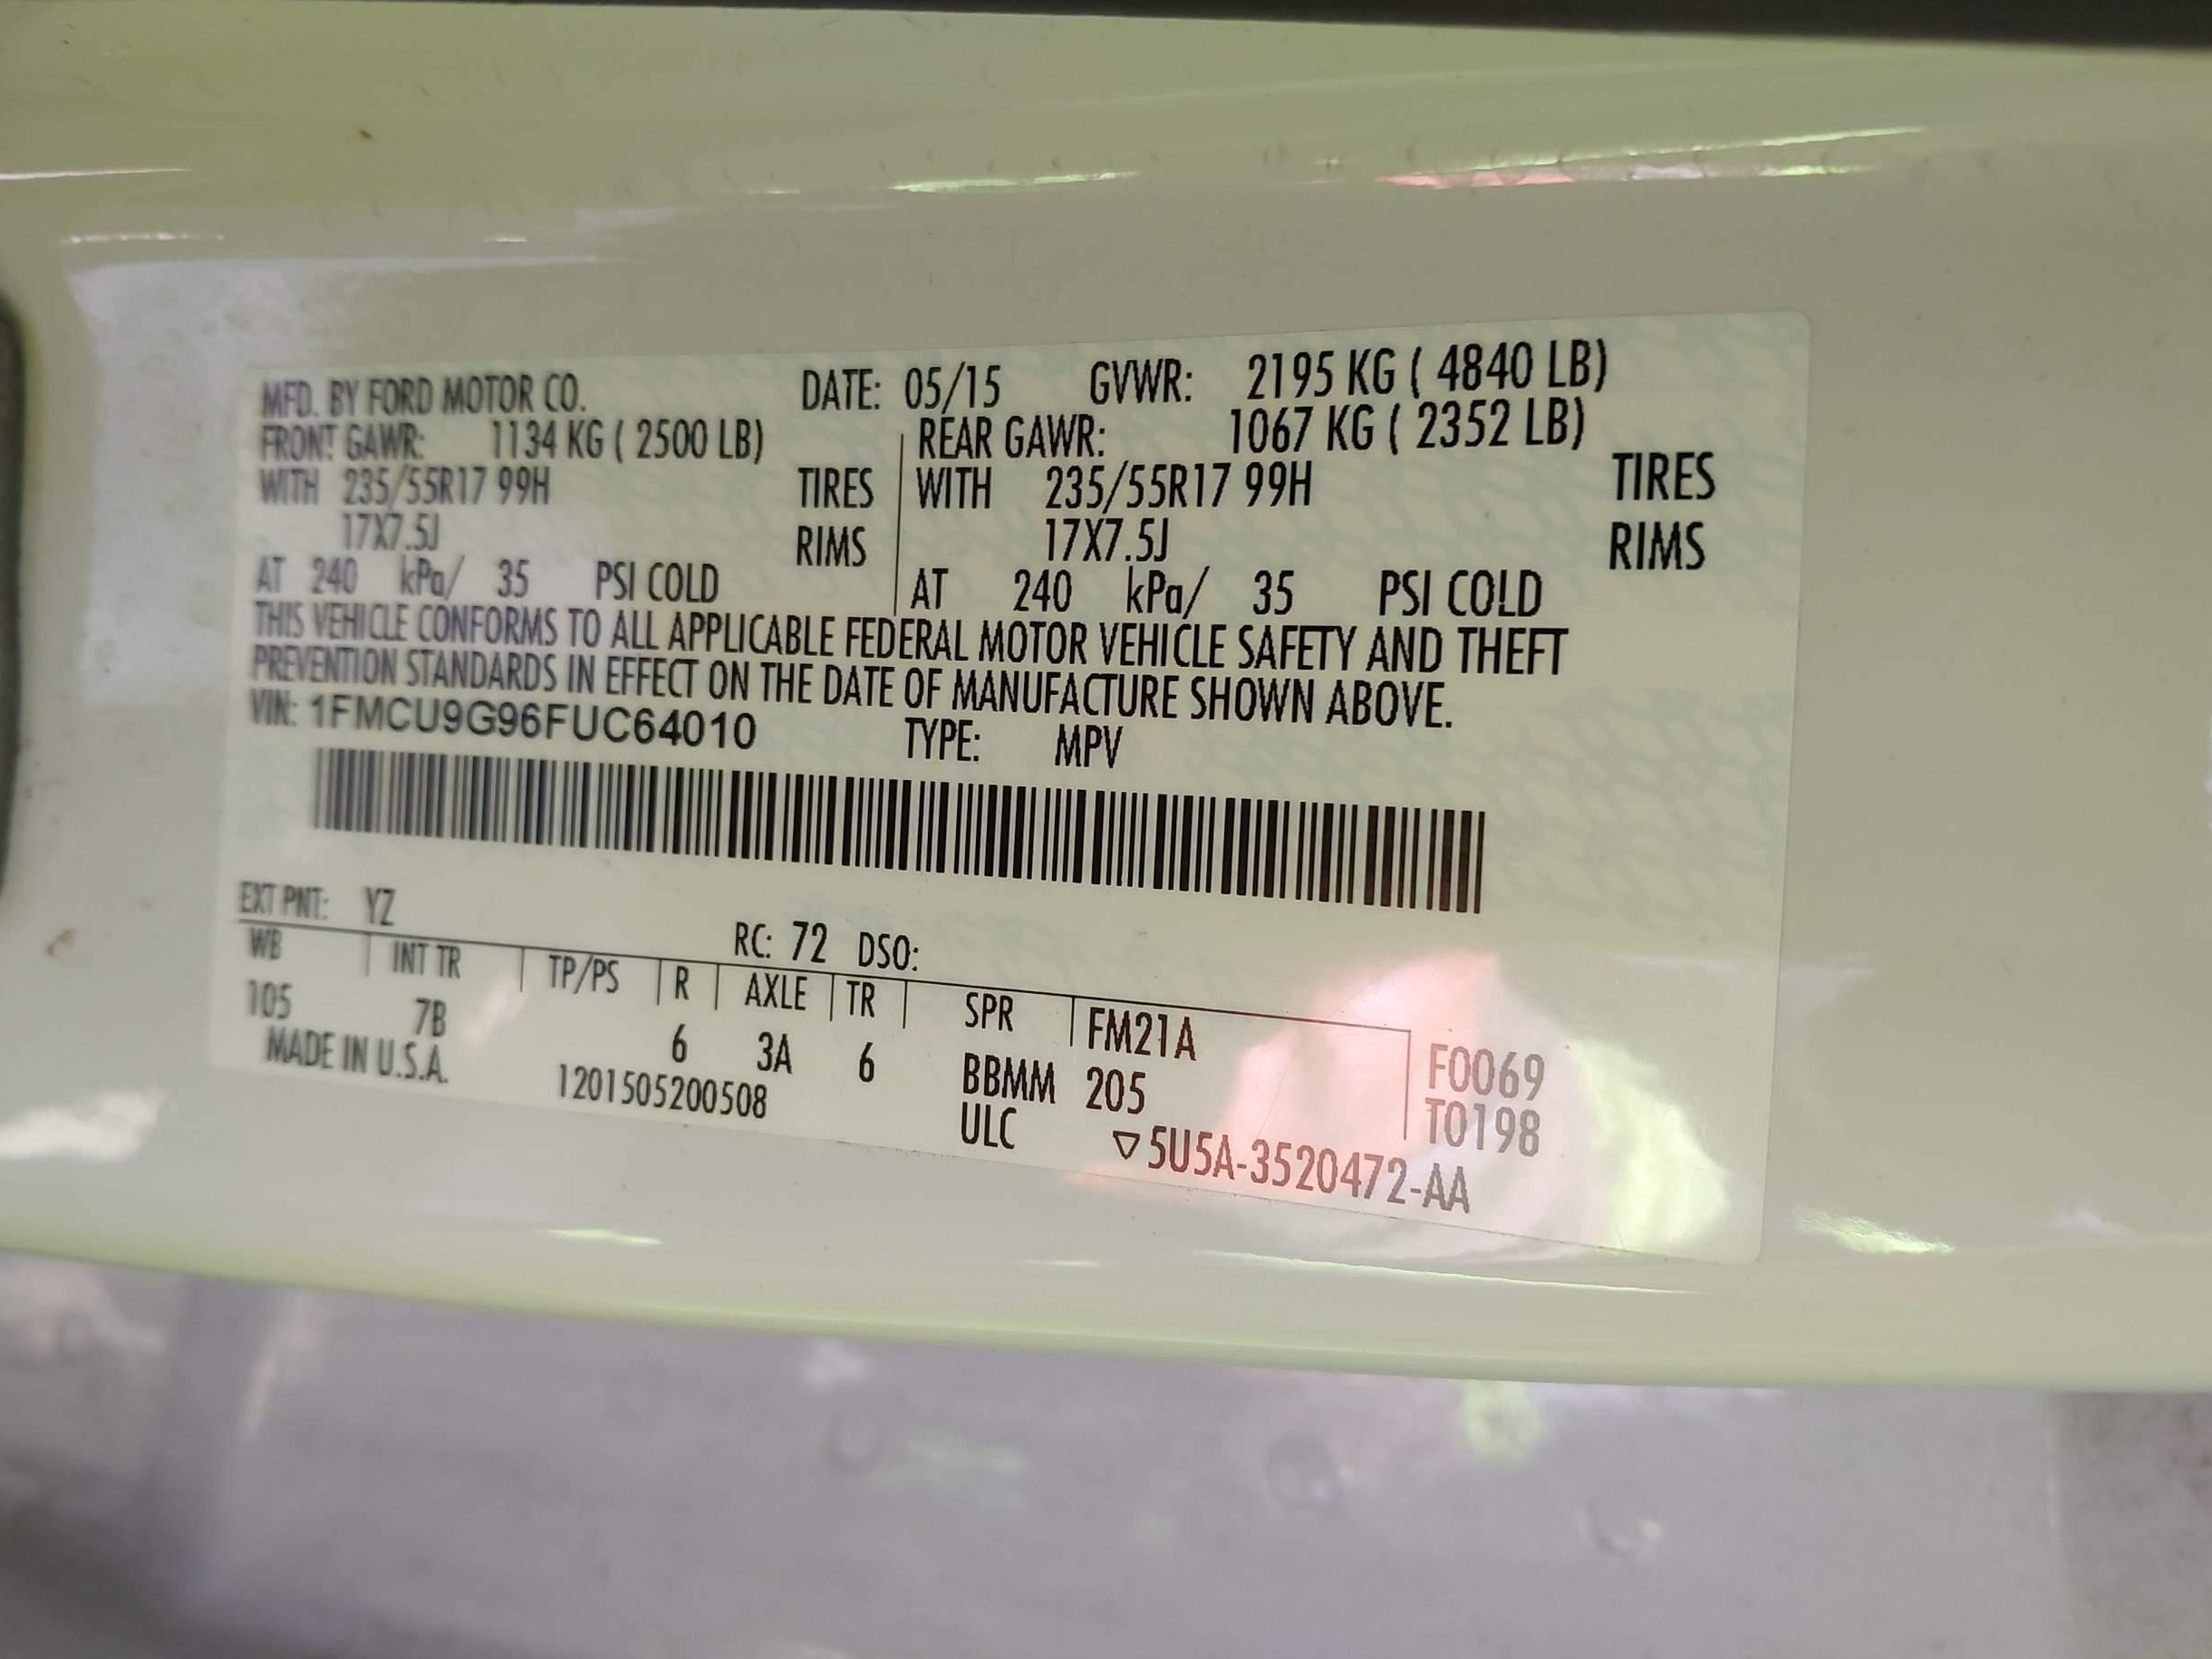 MFD. BY FORD MOTOR CO. DATE: 05/15 GVWR: 2195 KG ( 4840 LB)
FRONT GAWR: 1134 KG ( 2500 LB) REAR GAWR: 1067 KG ( 2352 LB)
WITH 235/55R17 99H TIRES WITH 235/55R17 99H TIRES
17X7.5J RIMS 17X7.5J RIMS
AT 240 kPa/ 35 PSI COLD AT 240 kPa/ 35 PSI COLD
THIS VEHICLE CONFORMS TO ALL APPLICABLE FEDERAL MOTOR VEHICLE SAFETY AND THEFT
PREVENTION STANDARDS IN EFFECT ON THE DATE OF MANUFACTURE SHOWN ABOVE.
VIN: 1FMCU9G96FUC64010 TYPE: MPV
EXT PNT: YZ RC: 72 DSO:
WB INT TR TP/PS R AXLE TR SPR FM21A F0069
105 7B 6 3A 6 BBMM 205 T0198
MADE IN U.S.A. 1201505200508 ULC ▽5U5A-3520472-AA